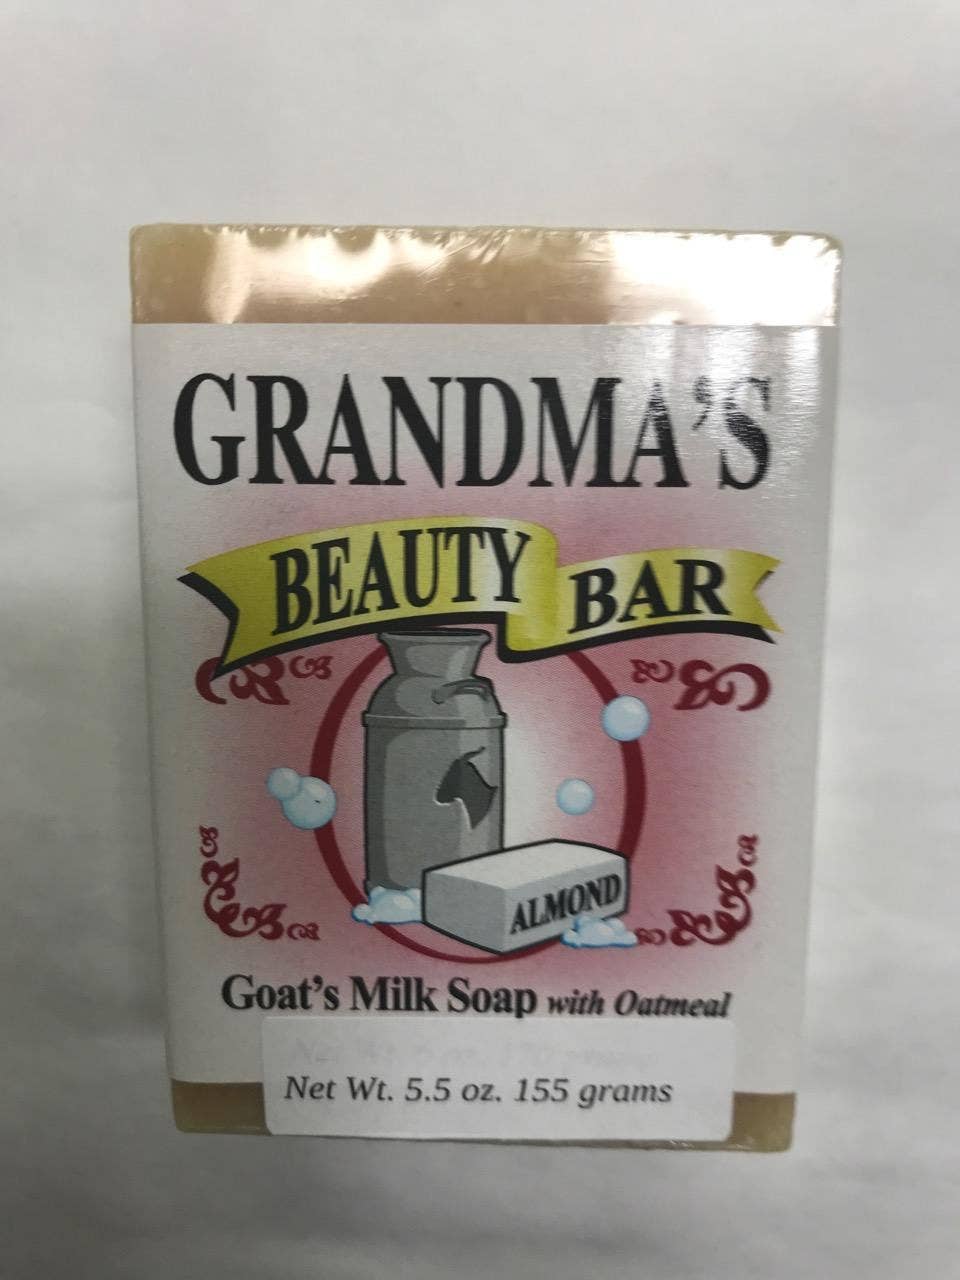 GRANDMA'S
BEAUTY BAR
ALMOND
Goat's Milk Soap with Oatmeal
Net Wt. 5.5 oz. 155 grams